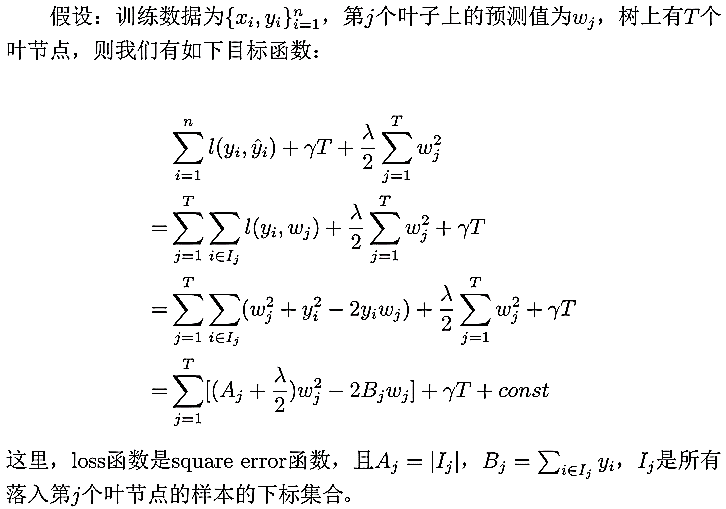 假设：训练数据为$\{x_i, y_i\}_{i=1}^n$，第$j$个叶子上的预测值为$w_j$，树上有$T$个
叶节点，则我们有如下目标函数：
$\sum_{i=1}^{n} l(y_i, \hat{y}_i) + \gamma T + \frac{\lambda}{2} \sum_{j=1}^{T} w_j^2$
$= \sum_{j=1}^{T} \sum_{i \in I_j} l(y_i, w_j) + \frac{\lambda}{2} \sum_{j=1}^{T} w_j^2 + \gamma T$
$= \sum_{j=1}^{T} \sum_{i \in I_j} (w_j^2 + y_i^2 - 2y_i w_j) + \frac{\lambda}{2} \sum_{j=1}^{T} w_j^2 + \gamma T$
$= \sum_{j=1}^{T} [(A_j + \frac{\lambda}{2}) w_j^2 - 2B_j w_j] + \gamma T + const$
这里，loss函数是square error函数，且$A_j = |I_j|$，$B_j = \sum_{i \in I_j} y_i$，$I_j$是所有
落入第$j$个叶节点的样本的下标集合。